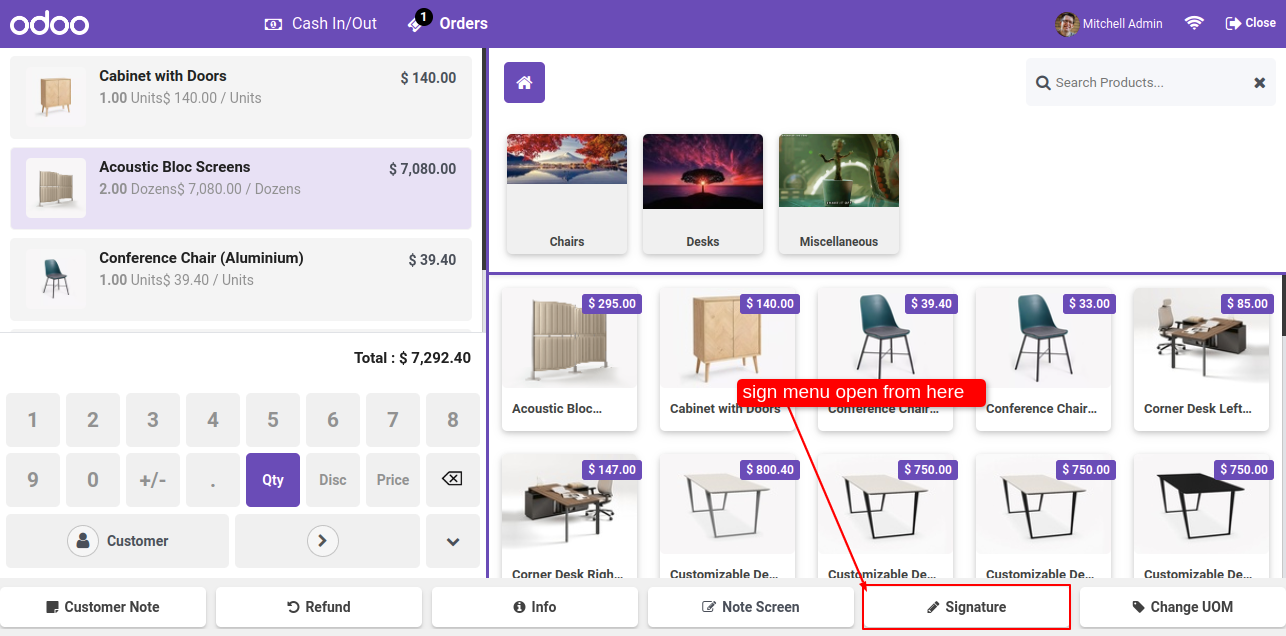 odoo
Cash In/Out
1
Orders
Mitchell Admin
Close
Cabinet with Doors
$ 140.00
1.00 Units$ 140.00 / Units
Acoustic Bloc Screens
$ 7,080.00
2.00 Dozens$ 7,080.00 / Dozens
Conference Chair (Aluminium)
$ 39.40
1.00 Units$ 39.40 / Units
Total : $ 7,292.40
1 2 3 4 5 6 7 8
9 0 +/- . Qty Disc Price
Customer
Search Products...
Chairs
Desks
Miscellaneous
$ 295.00
$ 140.00
$ 39.40
$ 33.00
$ 85.00
sign menu open from here
Acoustic Bloc...
Cabinet with Doors
Conference Chair...
Conference Chair...
Corner Desk Left...
$ 147.00
$ 800.40
$ 750.00
$ 750.00
$ 750.00
Corner Desk Righ...
Customizable De...
Customizable De...
Customizable De...
Customizable De...
Customer Note
Refund
Info
Note Screen
Signature
Change UOM